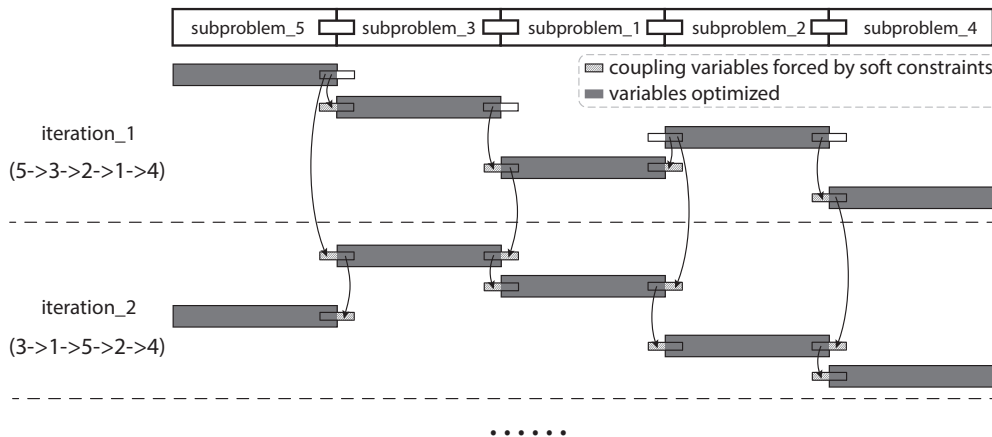 subproblem_5 subproblem_3 subproblem_1 subproblem_2 subproblem_4
coupling variables forced by soft constraints
variables optimized
iteration_1
(5->3->2->1->4)
iteration_2
(3->1->5->2->4)
......